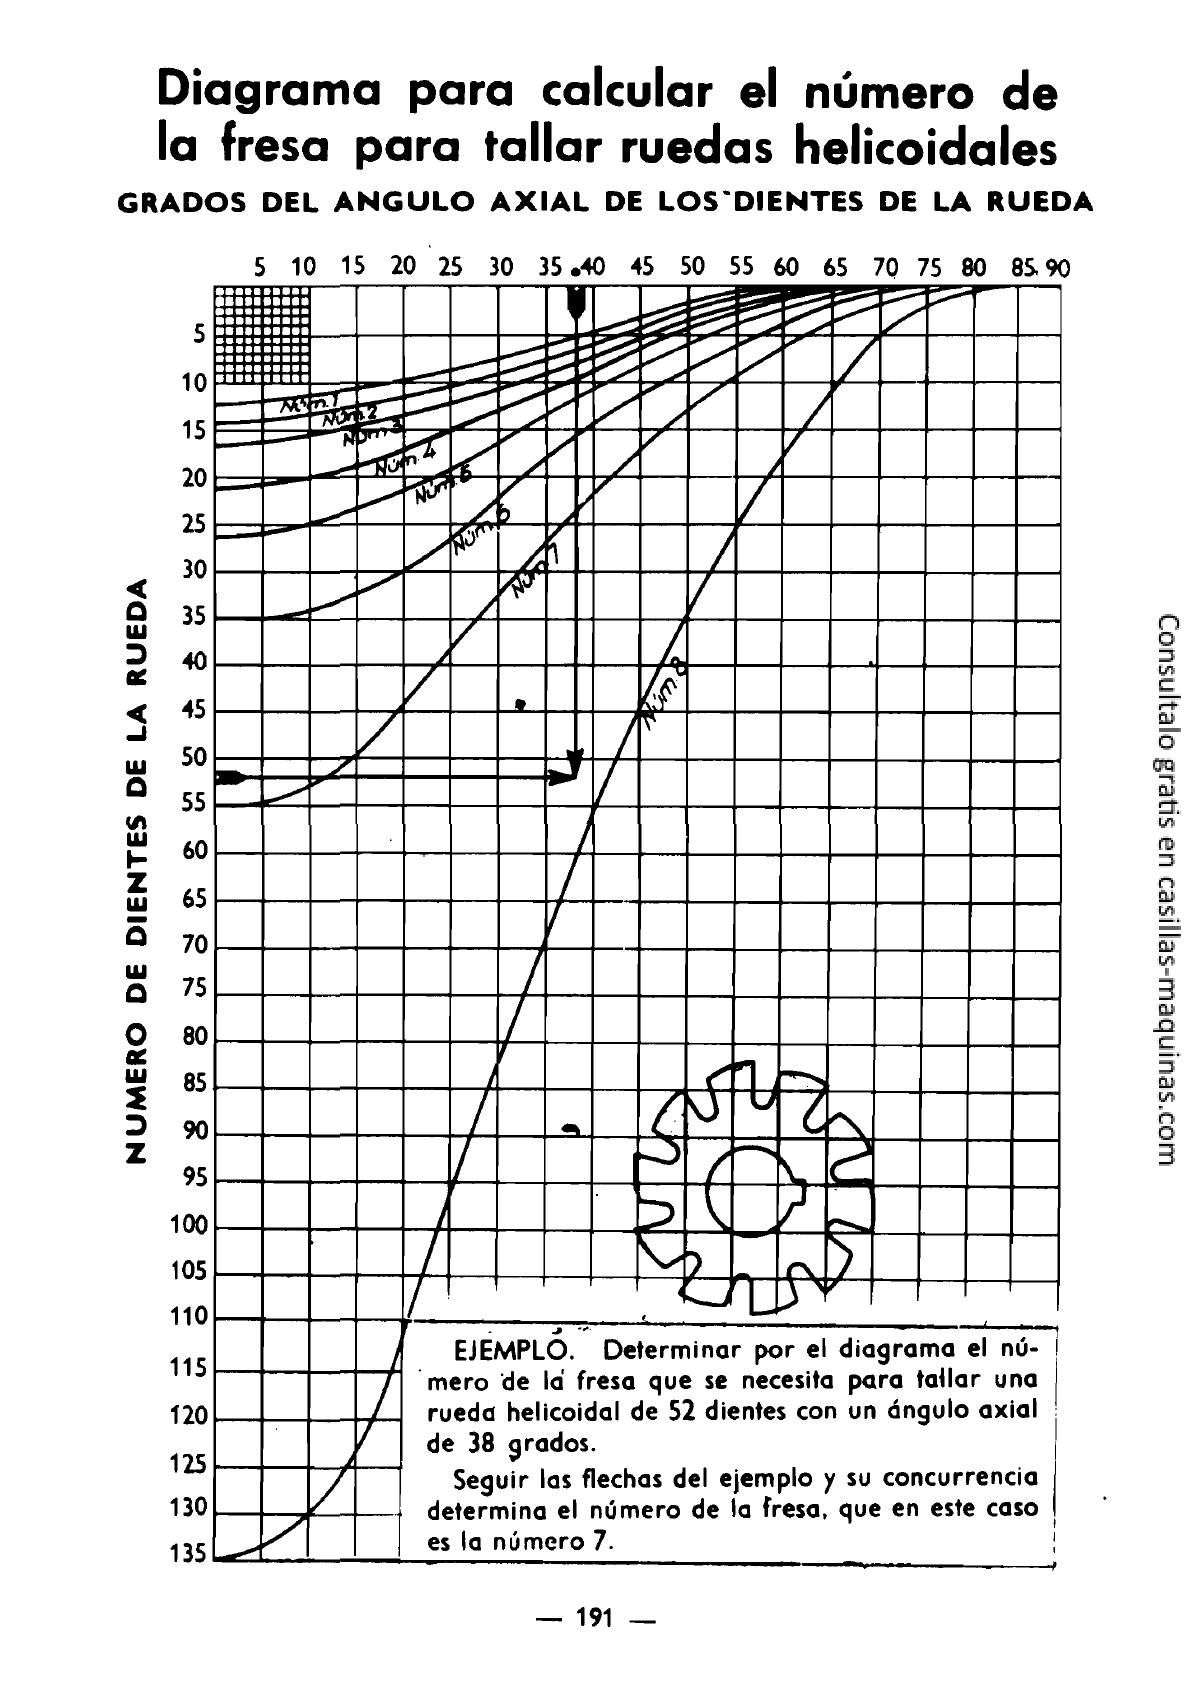 Diagrama para calcular el número de
la fresa para tallar ruedas helicoidales
GRADOS DEL ANGULO AXIAL DE LOS DIENTES DE LA RUEDA
5 10 15 20 25 30 35 40 45 50 55 60 65 70 75 80 85 90
5
10
15
20
25
30
35
40
45
50
55
60
65
70
75
80
85
90
95
100
105
110
115
120
125
130
135
NUMERO DE DIENTES DE LA RUEDA
Núm.1
Núm.2
Núm.3
Núm.4
Núm.5
Núm.6
Núm.7
Núm.8
EJEMPLO. Determinar por el diagrama el nú-
mero de la fresa que se necesita para tallar una
rueda helicoidal de 52 dientes con un ángulo axial
de 38 grados.
Seguir las flechas del ejemplo y su concurrencia
determina el número de la fresa, que en este caso
es la número 7.
— 191 —
Consultalo gratis en casillas-maquinas.com